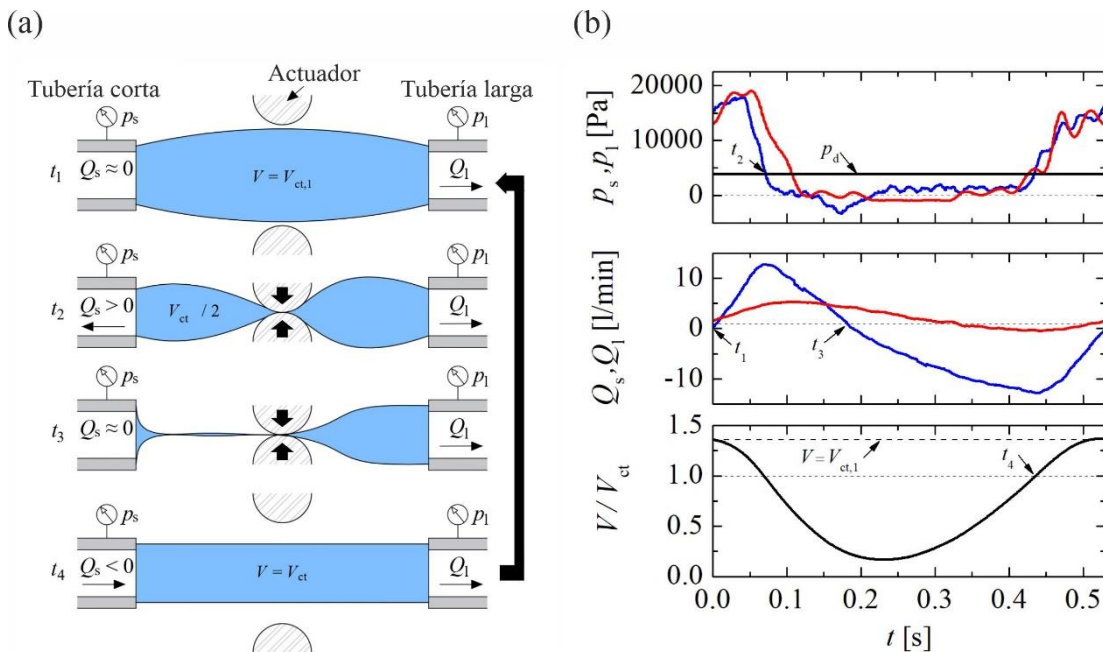 (a)
Actuador
Tubería corta
Tubería larga
p_s
p_l
t_1
Q_s ≈ 0
V = V_ct,1
Q_l
p_s
p_l
t_2
Q_s > 0
V_ct / 2
Q_l
p_s
p_l
t_3
Q_s ≈ 0
Q_l
p_s
p_l
t_4
Q_s < 0
V = V_ct
Q_l
(b)
p_s , p_l [Pa]
20000
10000
0
t_2
p_d
Q_s, Q_l [l/min]
10
0
-10
t_1
t_3
V / V_ct
1.5
1.0
0.5
0.0
V = V_ct,1
t_4
0.0 0.1 0.2 0.3 0.4 0.5
t [s]